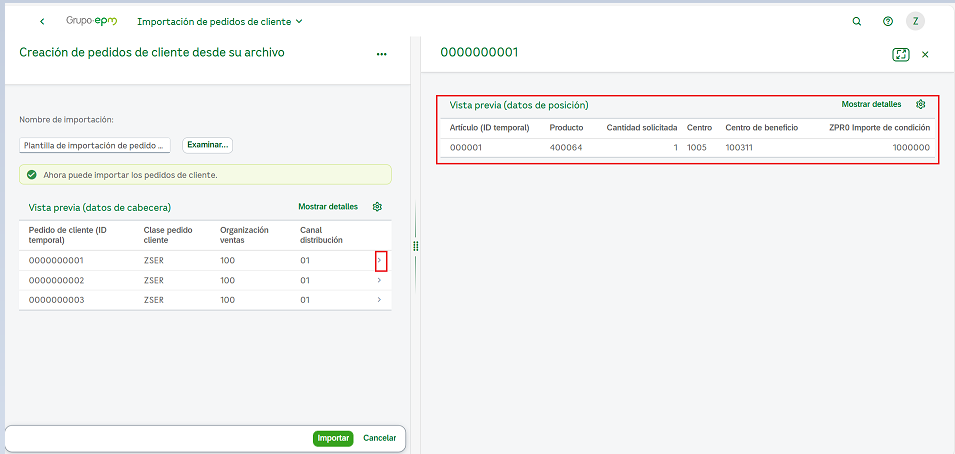 Grupo·epm
Importación de pedidos de cliente
Z
Creación de pedidos de cliente desde su archivo
...
Nombre de importación:
Plantilla de importación de pedido ...
Examinar...
Ahora puede importar los pedidos de cliente.
Vista previa (datos de cabecera)
Mostrar detalles
Pedido de cliente (ID temporal) Clase pedido cliente Organización ventas Canal distribución
0000000001 ZSER 100 01
0000000002 ZSER 100 01
0000000003 ZSER 100 01
Importar Cancelar
0000000001
Vista previa (datos de posición)
Mostrar detalles
Artículo (ID temporal) Producto Cantidad solicitada Centro Centro de beneficio ZPR0 Importe de condición
000001 400064 1 1005 100311 1000000